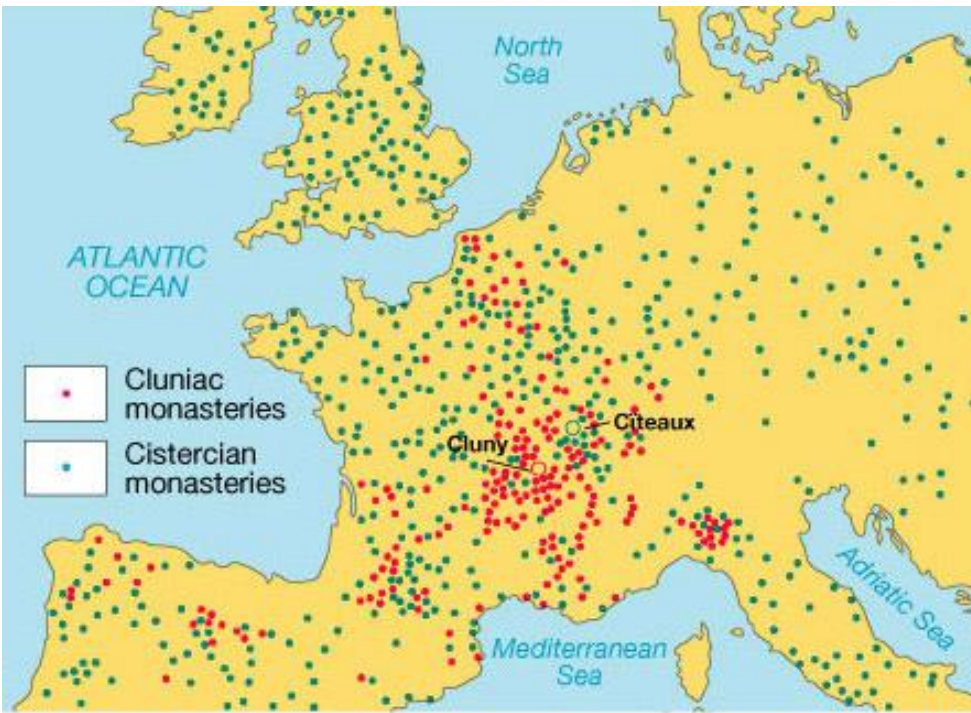 North
Sea
ATLANTIC
OCEAN
Cluniac
monasteries
Cistercian
monasteries
Cîteaux
Cluny
Adriatic Sea
Mediterranean
Sea